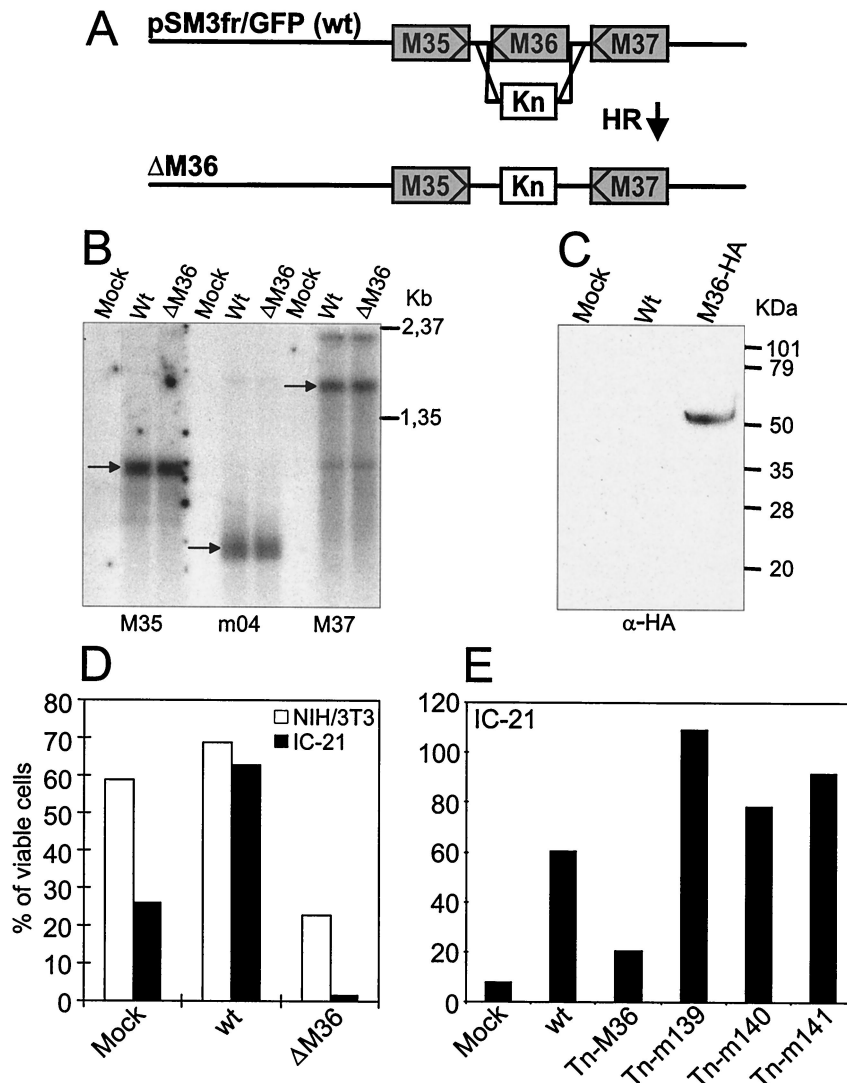 A
pSM3fr/GFP (wt)
M35
M36
M37
Kn
HR
ΔM36
M35
Kn
M37
B
Mock
Wt
ΔM36
Mock
Wt
ΔM36
Mock
Wt
ΔM36
Kb
2,37
1,35
M35
m04
M37
C
Mock
Wt
M36-HA
KDa
101
79
50
35
28
20
α-HA
D
% of viable cells
80
70
60
50
40
30
20
10
0
NIH/3T3
IC-21
Mock
wt
ΔM36
E
IC-21
120
100
80
60
40
20
0
Mock
wt
Tn-M36
Tn-m139
Tn-m140
Tn-m141